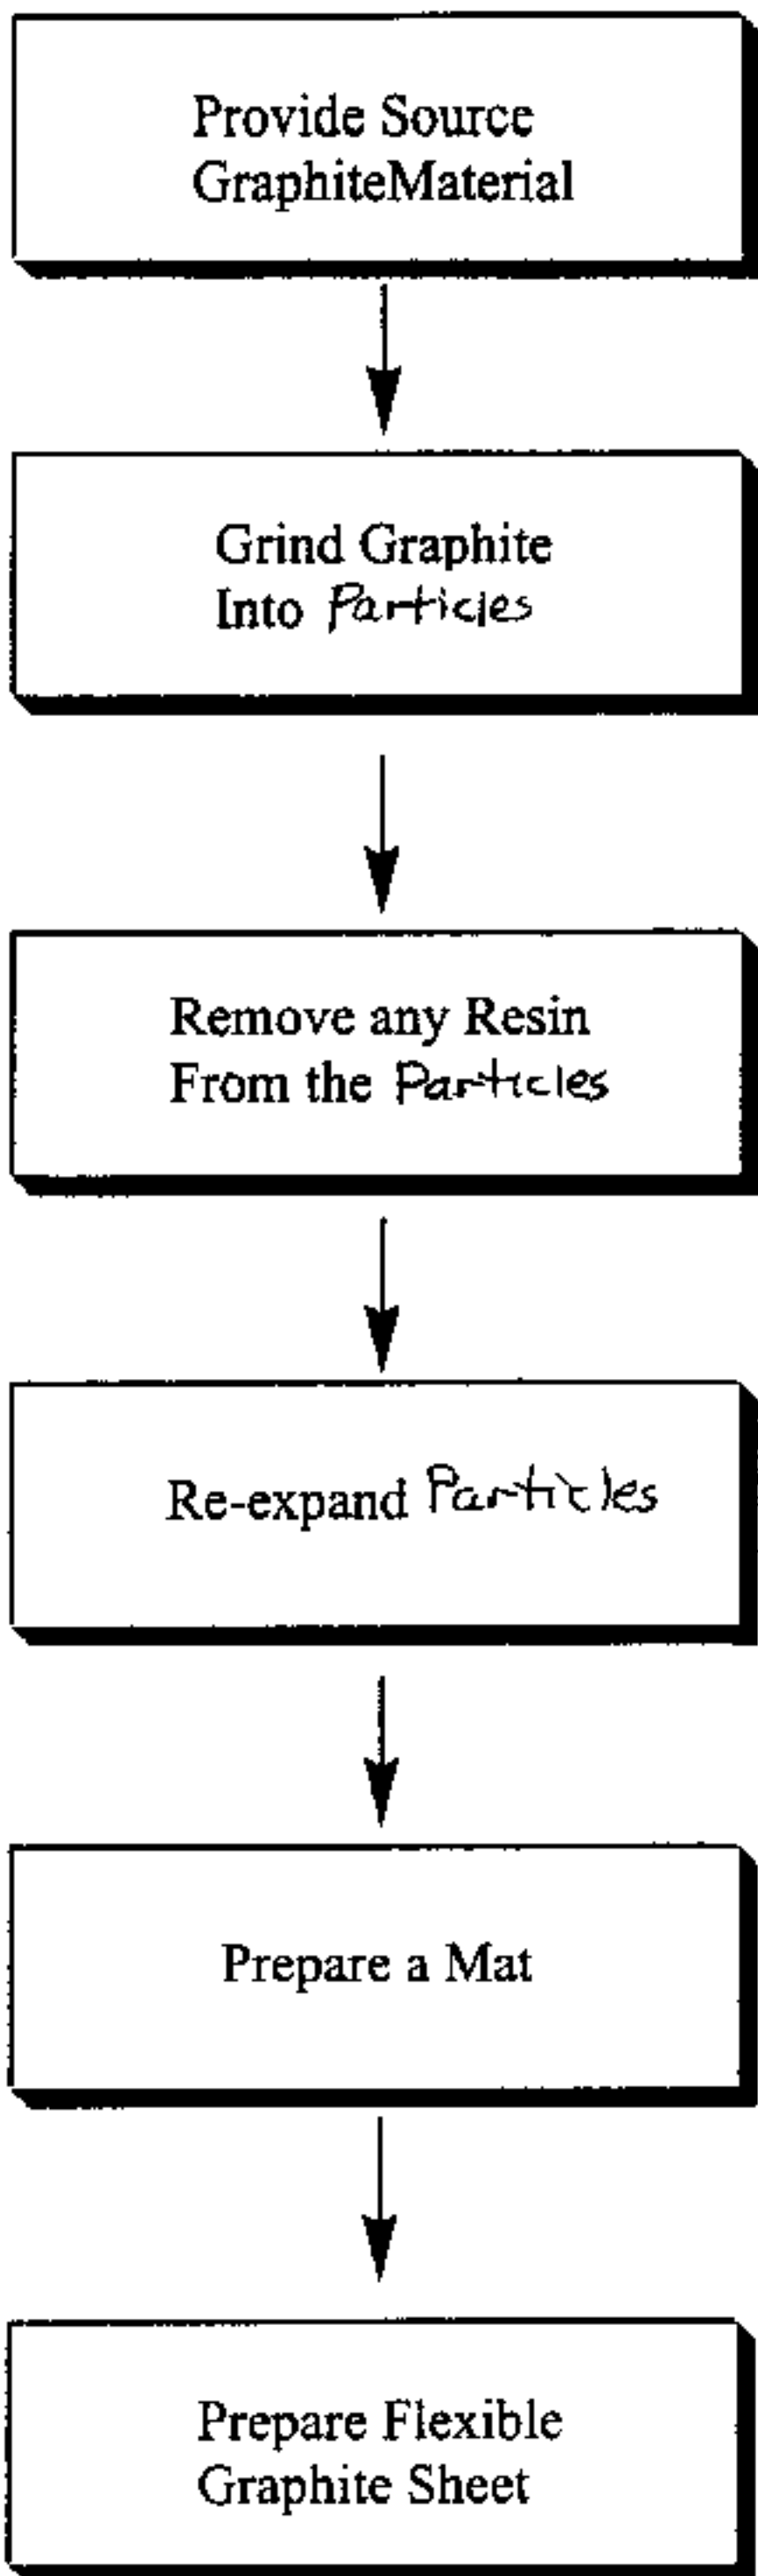 Provide Source
GraphiteMaterial
Grind Graphite
Into Particles
Remove any Resin
From the Particles
Re-expand Particles
Prepare a Mat
Prepare Flexible
Graphite Sheet